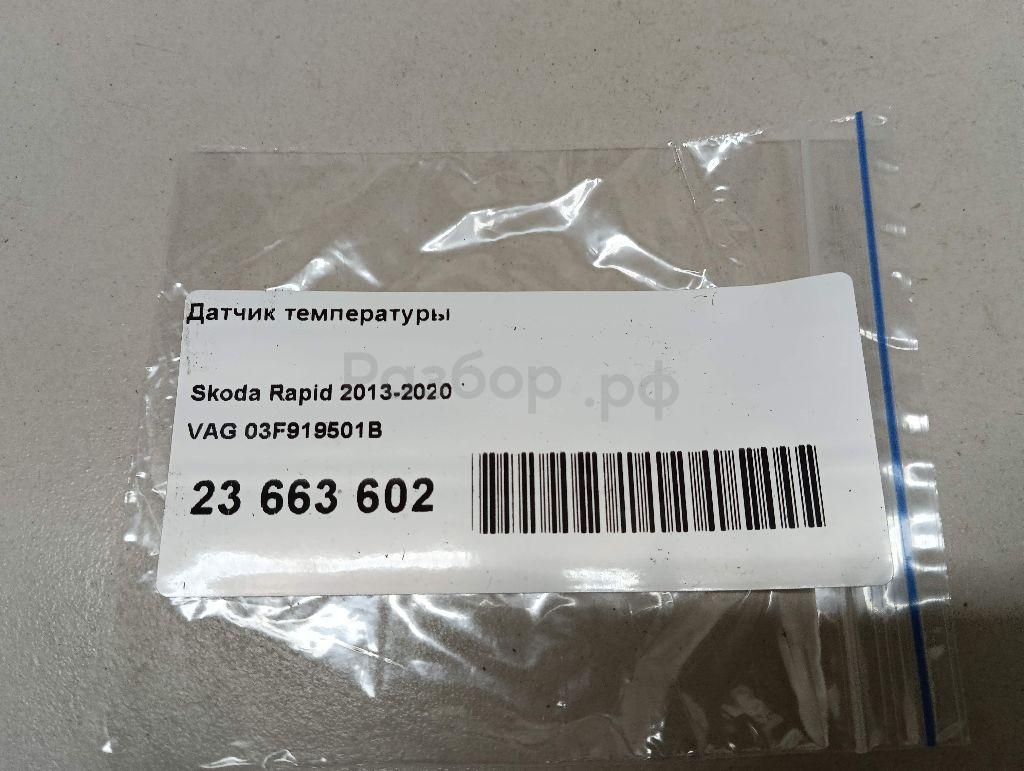 Датчик температуры
Разбор.рф
Skoda Rapid 2013-2020
VAG 03F919501B
23 663 602